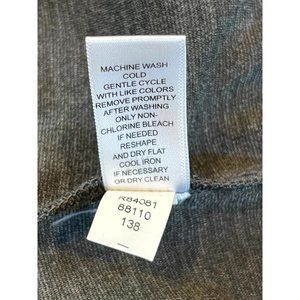 MACHINE WASH
COLD
GENTLE CYCLE
WITH LIKE COLORS
REMOVE PROMPTLY
AFTER WASHING
ONLY NON-
CHLORINE BLEACH
IF NEEDED
RESHAPE
AND DRY FLAT
COOL IRON
IF NECESSARY
OR DRY CLEAN
R84081
88110
138